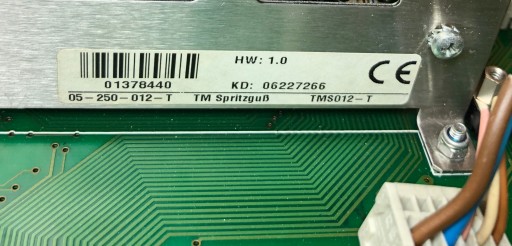 HW: 1.0
01378440 KD: 06227266 CE
05-250-012-T TM Spritzguß TMS012-T